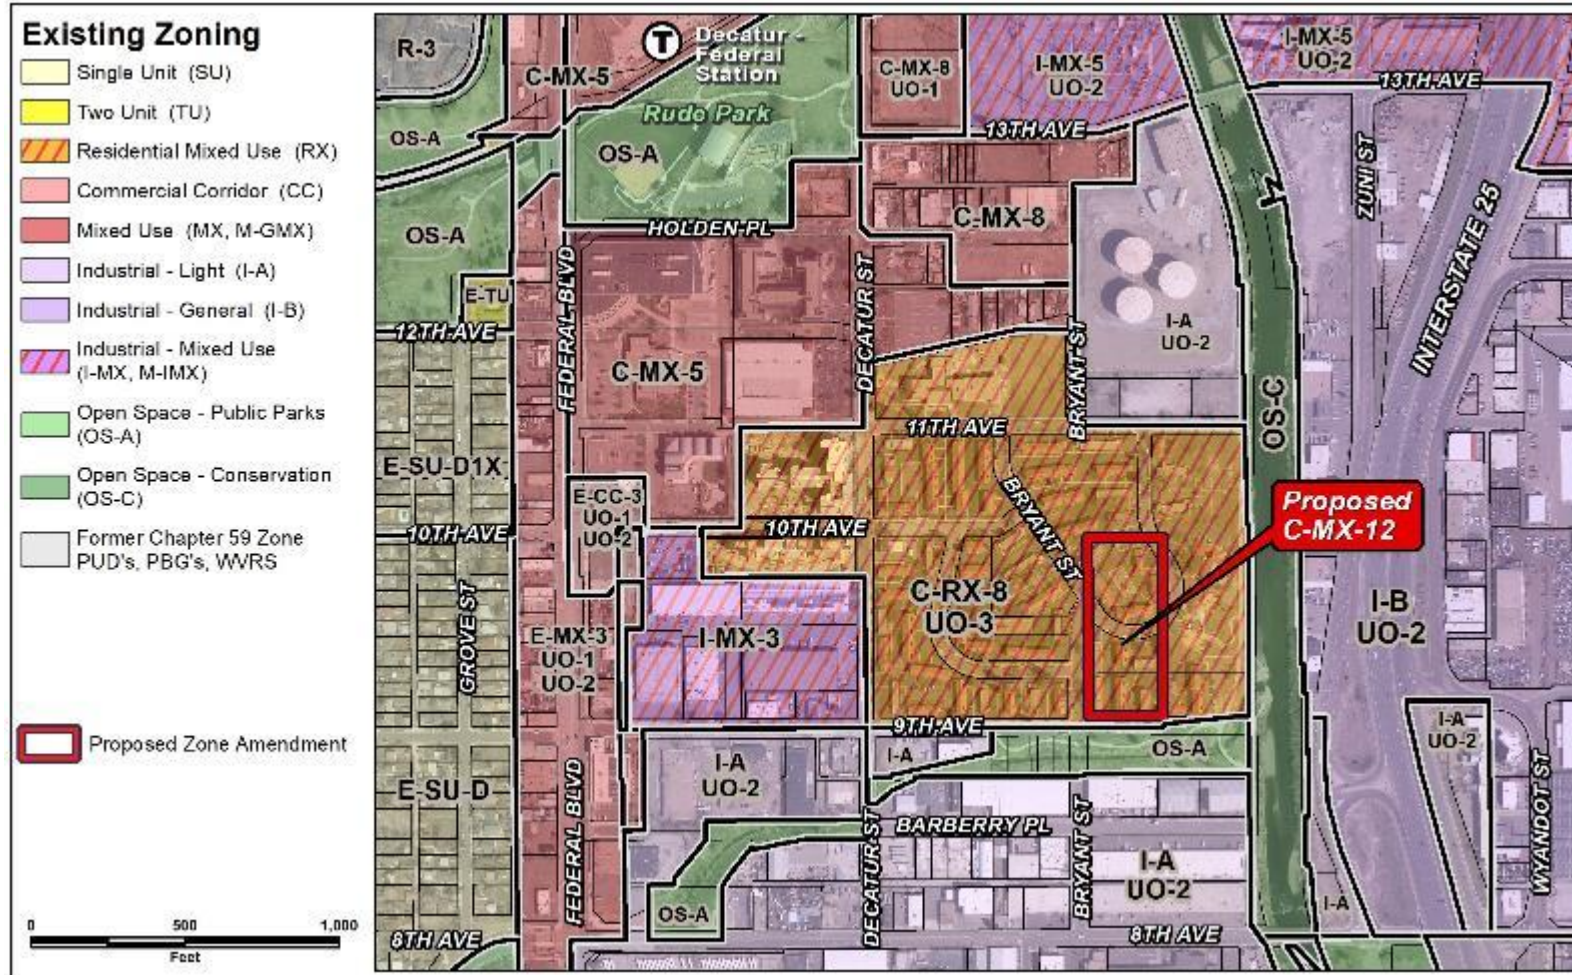 Existing Zoning
Single Unit (SU)
Two Unit (TU)
Residential Mixed Use (RX)
Commercial Corridor (CC)
Mixed Use (MX, M-GMX)
Industrial - Light (I-A)
Industrial - General (I-B)
Industrial - Mixed Use
(I-MX, M-IMX)
Open Space - Public Parks
(OS-A)
Open Space - Conservation
(OS-C)
Former Chapter 59 Zone
PUD's, PBG's, WVRS
Proposed Zone Amendment
0 500 1,000
Feet
R-3
C-MX-5
T
Decatur -
Federal
Station
C-MX-8
UO-1
I-MX-5
UO-2
I-MX-5
UO-2
13TH AVE
Rude Park
OS-A
OS-A
13TH AVE
ZUNI ST
INTERSTATE 25
OS-A
HOLDEN PL
C-MX-8
E-TU
12TH AVE
FEDERAL BLVD
DECATUR ST
BRYANT ST
I-A
UO-2
C-MX-5
OS-C
11TH AVE
E-SU-D1X
E-CC-3
UO-1
UO-2
10TH AVE
10TH AVE
BRYANT ST
Proposed
C-MX-12
GROVE ST
C-RX-8
UO-3
I-B
UO-2
E-MX-3
UO-1
UO-2
I-MX-3
9TH AVE
I-A
OS-A
I-A
UO-2
I-A
UO-2
E-SU-D
FEDERAL BLVD
BARBERRY PL
DECATUR ST
BRYANT ST
I-A
UO-2
WYANDOT ST
OS-A
I-A
8TH AVE
8TH AVE